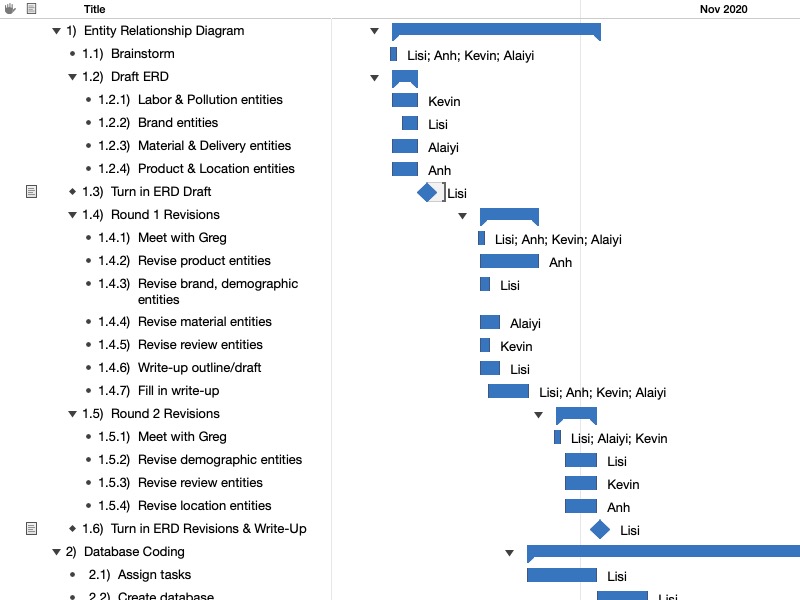 Title Nov 2020
1) Entity Relationship Diagram
1.1) Brainstorm Lisi; Anh; Kevin; Alaiyi
1.2) Draft ERD
1.2.1) Labor & Pollution entities Kevin
1.2.2) Brand entities Lisi
1.2.3) Material & Delivery entities Alaiyi
1.2.4) Product & Location entities Anh
1.3) Turn in ERD Draft Lisi
1.4) Round 1 Revisions
1.4.1) Meet with Greg Lisi; Anh; Kevin; Alaiyi
1.4.2) Revise product entities Anh
1.4.3) Revise brand, demographic Lisi
entities
1.4.4) Revise material entities Alaiyi
1.4.5) Revise review entities Kevin
1.4.6) Write-up outline/draft Lisi
1.4.7) Fill in write-up Lisi; Anh; Kevin; Alaiyi
1.5) Round 2 Revisions
1.5.1) Meet with Greg Lisi; Alaiyi; Kevin
1.5.2) Revise demographic entities Lisi
1.5.3) Revise review entities Kevin
1.5.4) Revise location entities Anh
1.6) Turn in ERD Revisions & Write-Up Lisi
2) Database Coding
2.1) Assign tasks Lisi
2.2) Create database Lisi